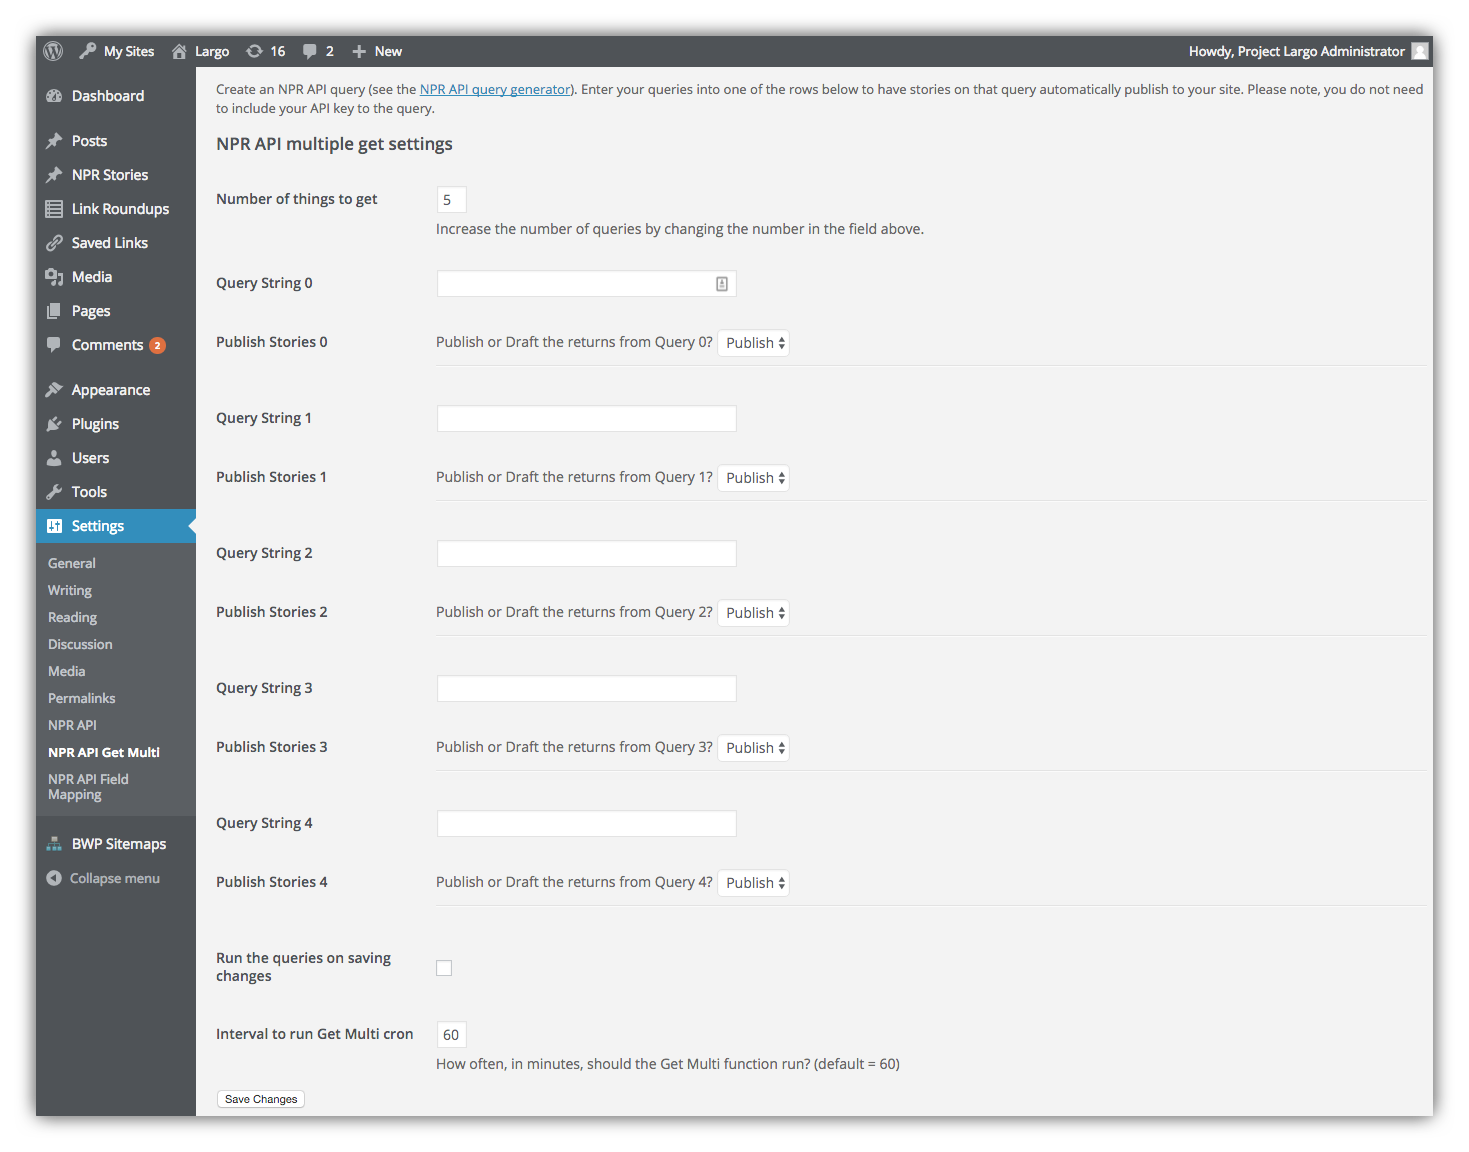 My Sites Largo 16 2 New Howdy, Project Largo Administrator
Dashboard
Posts
NPR Stories
Link Roundups
Saved Links
Media
Pages
Comments 2
Appearance
Plugins
Users
Tools
Settings
General
Writing
Reading
Discussion
Media
Permalinks
NPR API
NPR API Get Multi
NPR API Field
Mapping
BWP Sitemaps
Collapse menu
Create an NPR API query (see the NPR API query generator). Enter your queries into one of the rows below to have stories on that query automatically publish to your site. Please note, you do not need
to include your API key to the query.
NPR API multiple get settings
Number of things to get 5
Increase the number of queries by changing the number in the field above.
Query String 0
Publish Stories 0 Publish or Draft the returns from Query 0? Publish
Query String 1
Publish Stories 1 Publish or Draft the returns from Query 1? Publish
Query String 2
Publish Stories 2 Publish or Draft the returns from Query 2? Publish
Query String 3
Publish Stories 3 Publish or Draft the returns from Query 3? Publish
Query String 4
Publish Stories 4 Publish or Draft the returns from Query 4? Publish
Run the queries on saving
changes
Interval to run Get Multi cron 60
How often, in minutes, should the Get Multi function run? (default = 60)
Save Changes